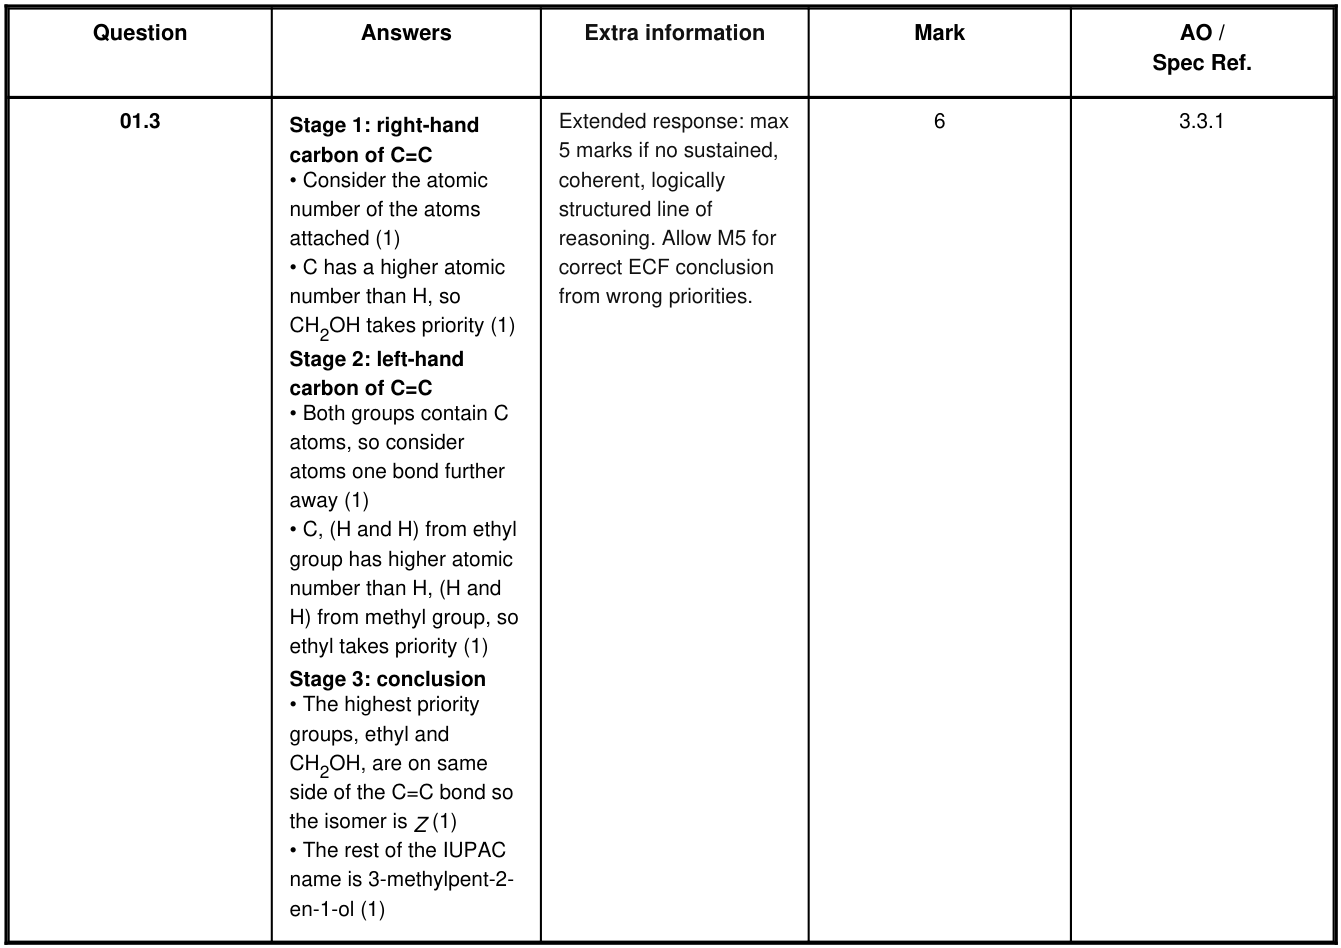 Question Answers Extra information Mark AO /
Spec Ref.
01.3
Stage 1: right-hand
carbon of C=C
• Consider the atomic
number of the atoms
attached (1)
• C has a higher atomic
number than H, so
CH2OH takes priority (1)
Stage 2: left-hand
carbon of C=C
• Both groups contain C
atoms, so consider
atoms one bond further
away (1)
• C, (H and H) from ethyl
group has higher atomic
number than H, (H and
H) from methyl group, so
ethyl takes priority (1)
Stage 3: conclusion
• The highest priority
groups, ethyl and
CH2OH, are on same
side of the C=C bond so
the isomer is Z (1)
• The rest of the IUPAC
name is 3-methylpent-2-
en-1-ol (1)
Extended response: max
5 marks if no sustained,
coherent, logically
structured line of
reasoning. Allow M5 for
correct ECF conclusion
from wrong priorities.
6
3.3.1